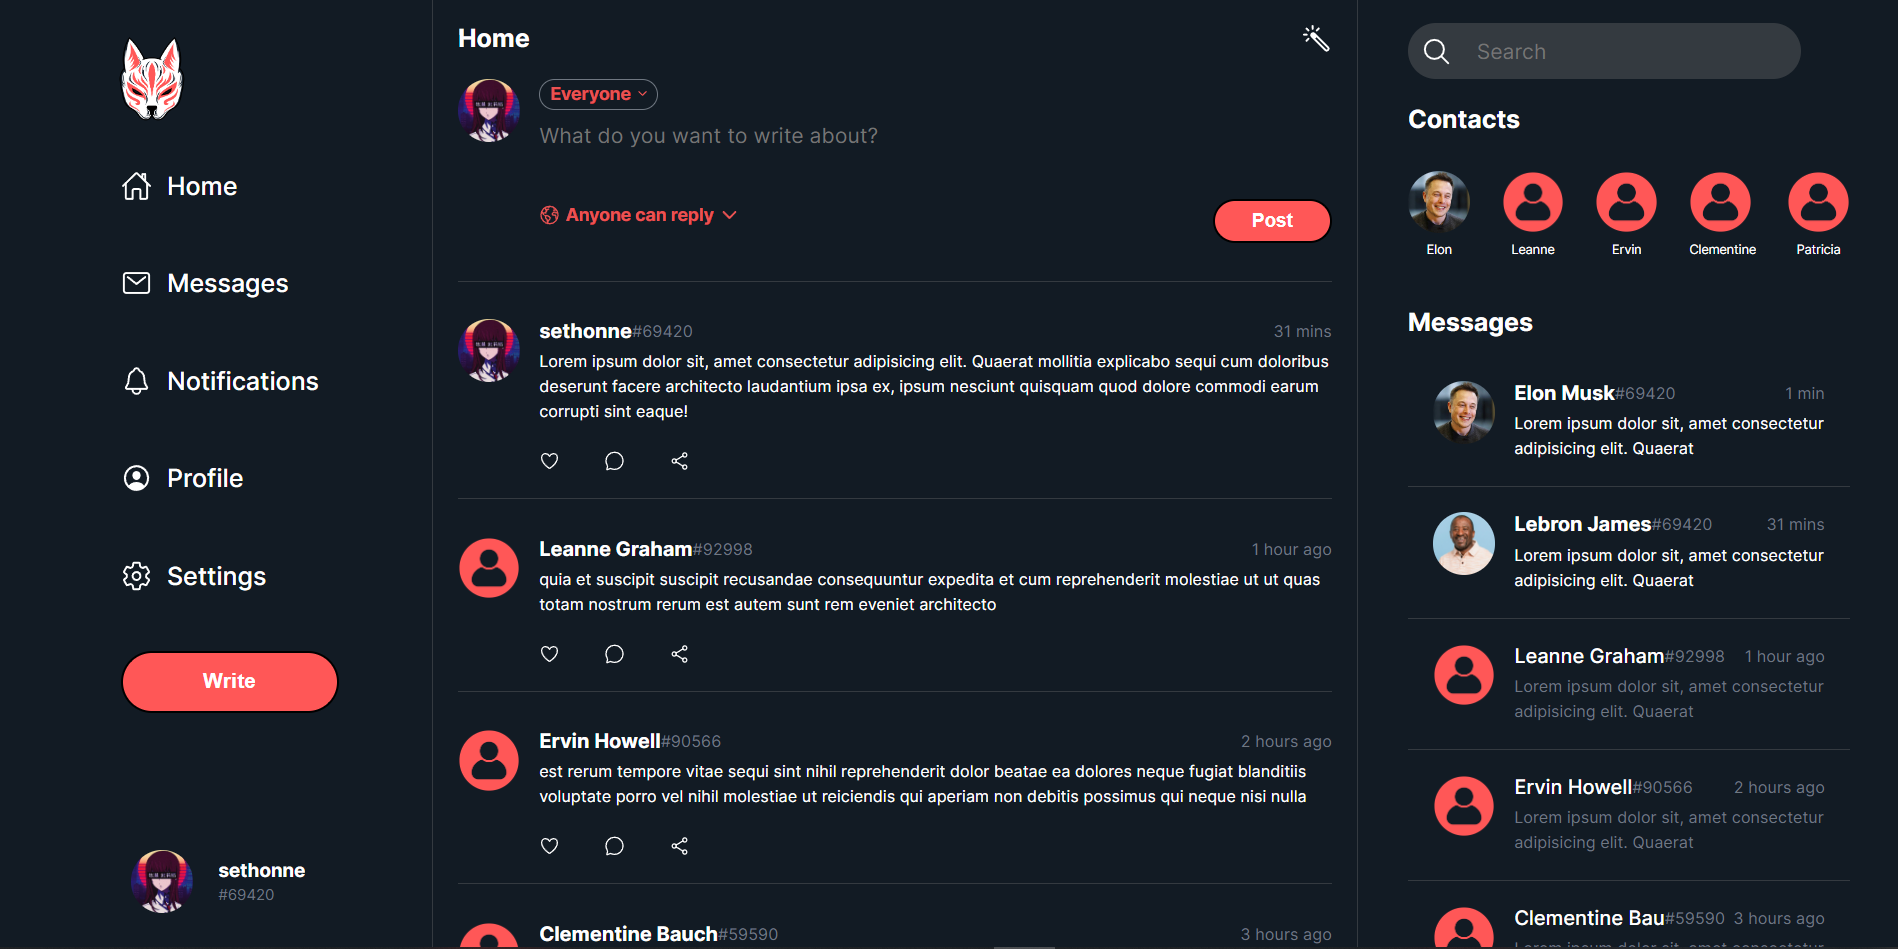 Home
Messages
Notifications
Profile
Settings
Write
sethonne
#69420
Home
Everyone
What do you want to write about?
Anyone can reply
Post
sethonne#69420 31 mins
Lorem ipsum dolor sit, amet consectetur adipisicing elit. Quaerat mollitia explicabo sequi cum doloribus
deserunt facere architecto laudantium ipsa ex, ipsum nesciunt quisquam quod dolore commodi earum
corrupti sint eaque!
Leanne Graham#92998 1 hour ago
quia et suscipit suscipit recusandae consequuntur expedita et cum reprehenderit molestiae ut ut quas
totam nostrum rerum est autem sunt rem eveniet architecto
Ervin Howell#90566 2 hours ago
est rerum tempore vitae sequi sint nihil reprehenderit dolor beatae ea dolores neque fugiat blanditiis
voluptate porro vel nihil molestiae ut reiciendis qui aperiam non debitis possimus qui neque nisi nulla
Clementine Bauch#59590 3 hours ago
Search
Contacts
Elon
Leanne
Ervin
Clementine
Patricia
Messages
Elon Musk#69420 1 min
Lorem ipsum dolor sit, amet consectetur
adipisicing elit. Quaerat
Lebron James#69420 31 mins
Lorem ipsum dolor sit, amet consectetur
adipisicing elit. Quaerat
Leanne Graham#92998 1 hour ago
Lorem ipsum dolor sit, amet consectetur
adipisicing elit. Quaerat
Ervin Howell#90566 2 hours ago
Lorem ipsum dolor sit, amet consectetur
adipisicing elit. Quaerat
Clementine Bau#59590 3 hours ago